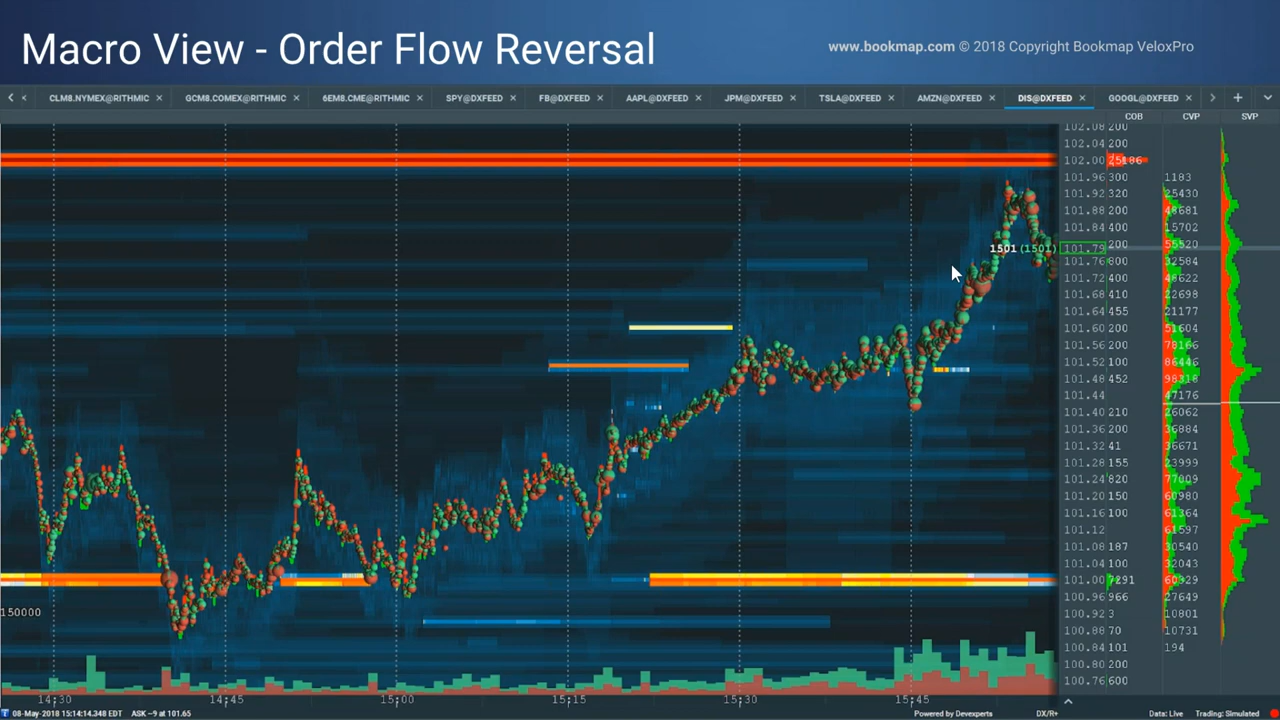 Macro View - Order Flow Reversal
www.bookmap.com © 2018 Copyright Bookmap VeloxPro
CLM8.NYMEX@RITHMIC GCM8.COMEX@RITHMIC 6EM8.CME@RITHMIC SPY@DXFEED FB@DXFEED AAPL@DXFEED JPM@DXFEED TSLA@DXFEED AMZN@DXFEED DIS@DXFEED GOOGL@DXFEED
COB CVP SVP
102.08 200
102.04 200
102.00 25186
101.96 300 1183
101.92 320 25430
101.88 200 48681
101.84 400 15702
1501 (1501) 101.79 200 55520
101.76 800 32584
101.72 400 48622
101.68 410 22698
101.64 455 21177
101.60 200 51604
101.56 200 78166
101.52 100 86446
101.48 452 98318
101.44 47176
101.40 210 26062
101.36 200 36884
101.32 41 36671
101.28 155 23999
101.24 820 77009
101.20 150 60980
101.16 100 61364
101.12 61597
101.08 187 30540
101.04 100 32043
101.00 7291 60829
100.96 966 27649
150000
100.92 3 10801
100.88 70 10731
100.84 101 194
100.80 200
100.76 600
14:30 14:45 15:00 15:15 15:30 15:45
08-May-2018 15:14:14.348 EDT ASK ~9 at 101.65 Powered by Devexperts DX/R+ Data: Live Trading: Simulated